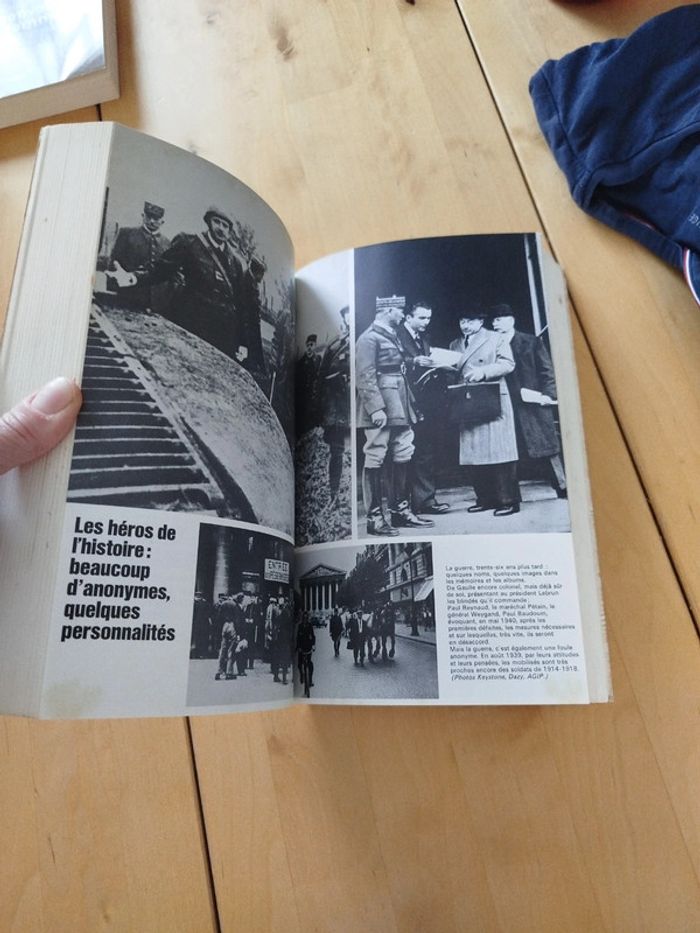 Les héros de
l'histoire :
beaucoup
d'anonymes,
quelques
personnalités
ENTRÉE
La guerre, trente-six ans plus tard :
quelques noms, quelques images dans
les mémoires et les albums.
De Gaulle encore colonel, mais déjà sûr
de soi, présentant au président Lebrun
les blindés qu'il commande ;
Paul Reynaud, le maréchal Pétain, le
général Weygand, Paul Baudouin,
évoquant, en mai 1940, après les
premières défaites, les mesures nécessaires
et sur lesquelles, très vite, ils seront
en désaccord.
Mais la guerre, c'est également une foule
anonyme. En août 1939, par leurs attitudes
et leurs pensées, les mobilisés sont très
proches encore des soldats de 1914-1918.
(Photos Keystone, Dazy, AGIP.)